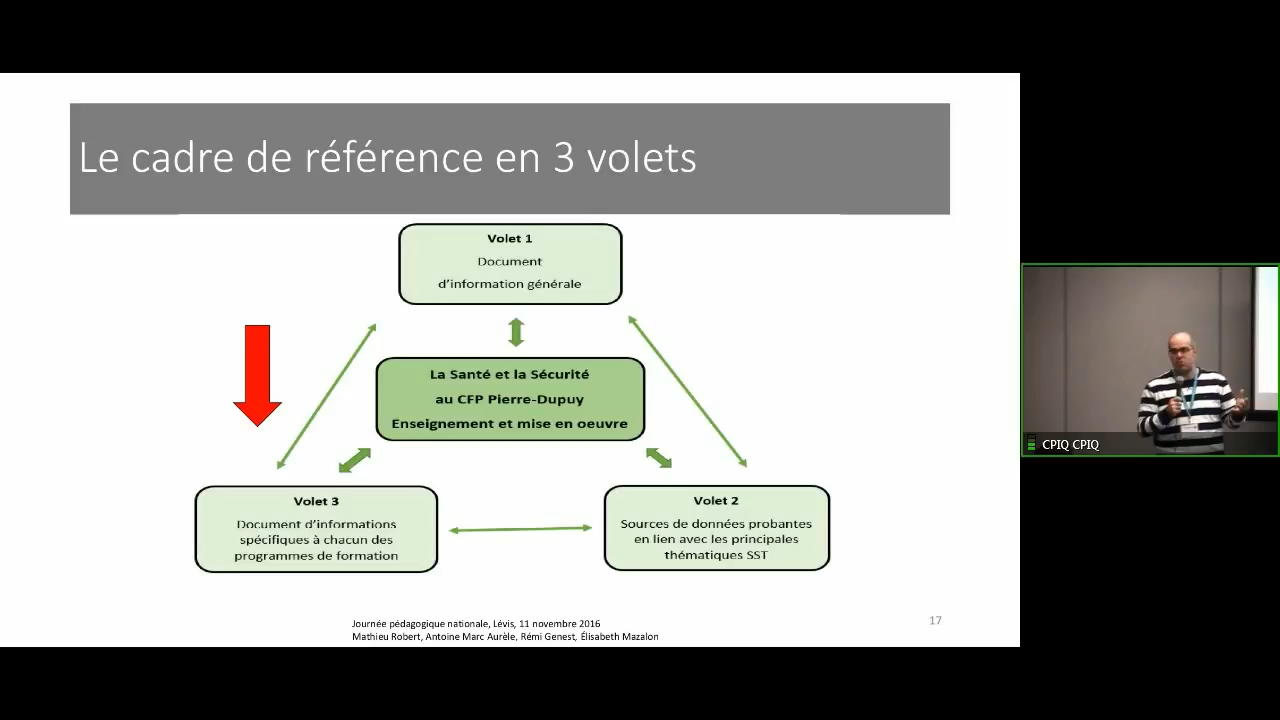 Le cadre de référence en 3 volets
Volet 1
Document
d’information générale
La Santé et la Sécurité
au CFP Pierre-Dupuy
Enseignement et mise en oeuvre
Volet 3
Document d’informations
spécifiques à chacun des
programmes de formation
Volet 2
Sources de données probantes
en lien avec les principales
thématiques SST
Journée pédagogique nationale, Lévis, 11 novembre 2016
Mathieu Robert, Antoine Marc Aurèle, Rémi Genest, Élisabeth Mazalon
17
CPIQ CPIQ